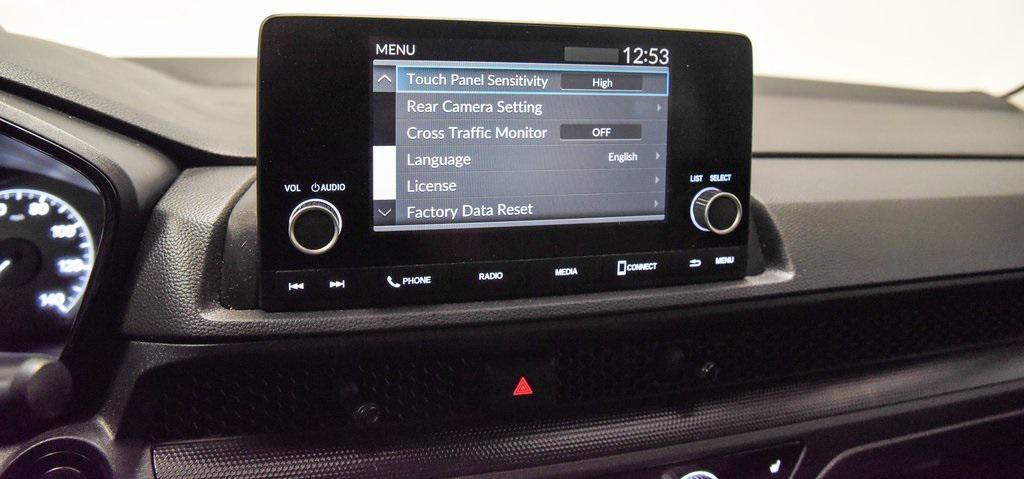 MENU 12:53
Touch Panel Sensitivity High
Rear Camera Setting
Cross Traffic Monitor OFF
Language English
License
Factory Data Reset
VOL AUDIO
LIST SELECT
PHONE RADIO MEDIA CONNECT MENU
80
100
120
140